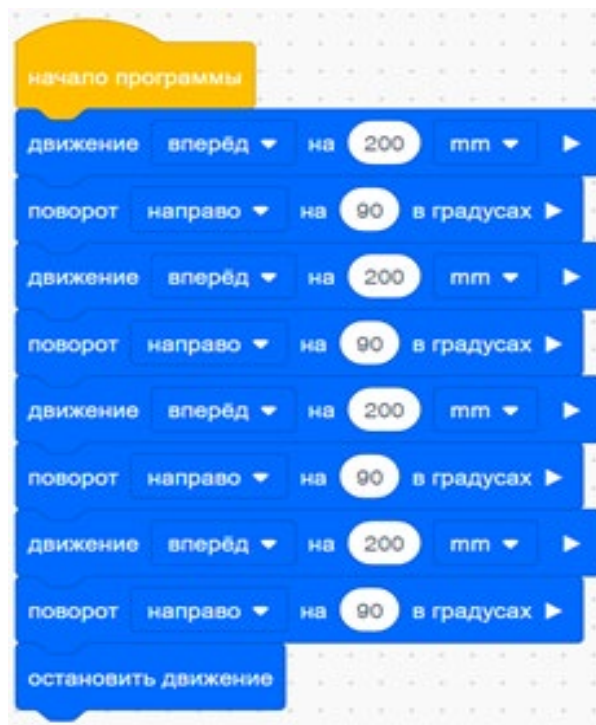 начало программы
движение вперёд на 200 mm
поворот направо на 90 в градусах
движение вперёд на 200 mm
поворот направо на 90 в градусах
движение вперёд на 200 mm
поворот направо на 90 в градусах
движение вперёд на 200 mm
поворот направо на 90 в градусах
остановить движение